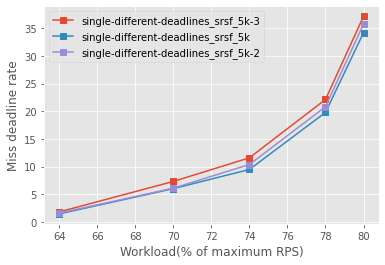 single-different-deadlines_srsf_5k-3
single-different-deadlines_srsf_5k
single-different-deadlines_srsf_5k-2
Miss deadline rate
35
30
25
20
15
10
5
0
64 66 68 70 72 74 76 78 80
Workload(% of maximum RPS)